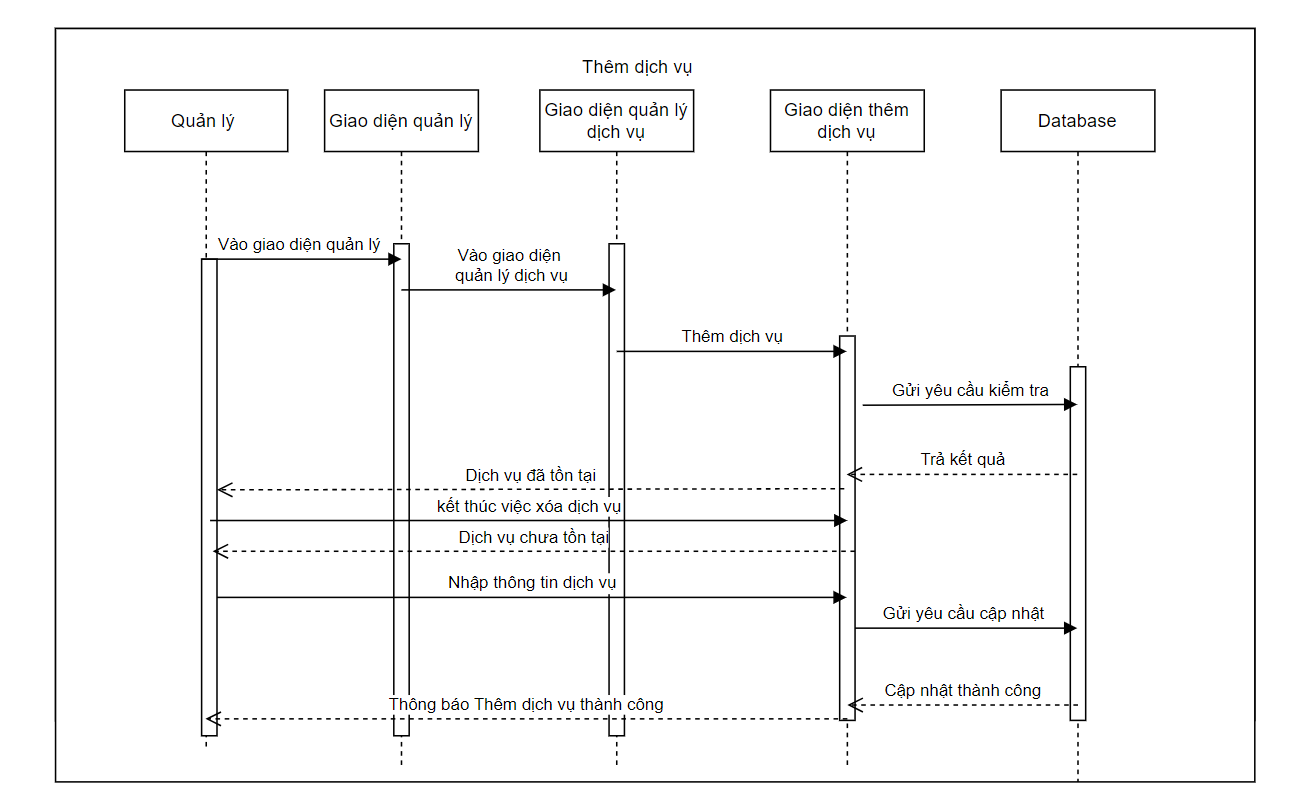 Thêm dịch vụ
Quản lý
Giao diện quản lý
Giao diện quản lý
dịch vụ
Giao diện thêm
dịch vụ
Database
Vào giao diện quản lý
Vào giao diện
quản lý dịch vụ
Thêm dịch vụ
Gửi yêu cầu kiểm tra
Trả kết quả
Dịch vụ đã tồn tại
kết thúc việc xóa dịch vụ
Dịch vụ chưa tồn tại
Nhập thông tin dịch vụ
Gửi yêu cầu cập nhật
Cập nhật thành công
Thông báo Thêm dịch vụ thành công